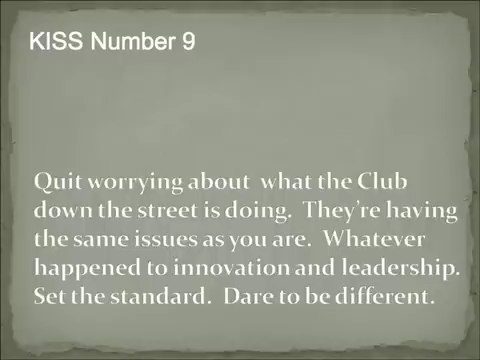 KISS Number 9
Quit worrying about  what the Club
down the street is doing.  They’re having
the same issues as you are.  Whatever
happened to innovation and leadership.
Set the standard.  Dare to be different.